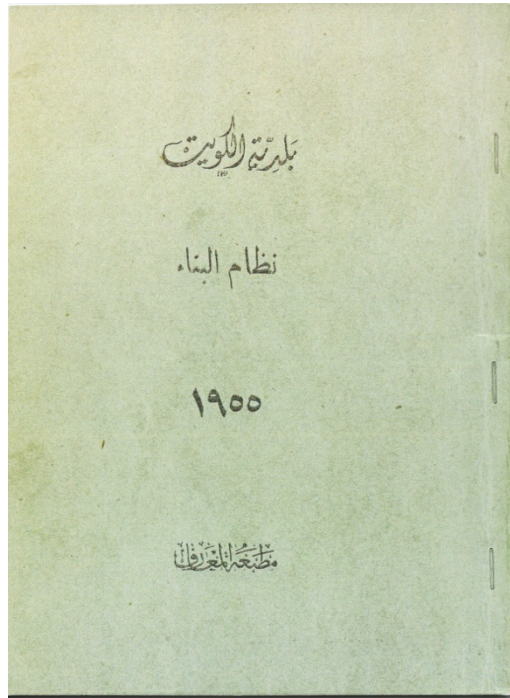 بلدية الكويت
نظام البناء
١٩٥٥
مطبعة المعارف